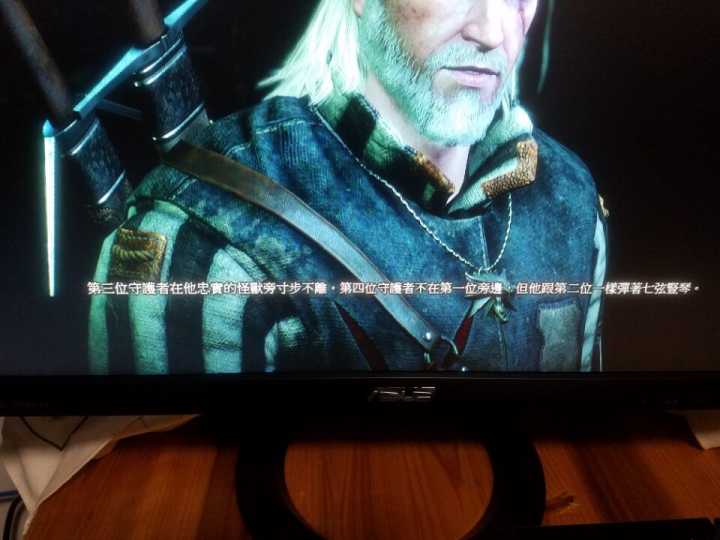 第三位守護者在他忠實的怪獸旁寸步不離。第四位守護者不在第一位旁邊，但他跟第二位一樣彈著七弦豎琴。
ASUS